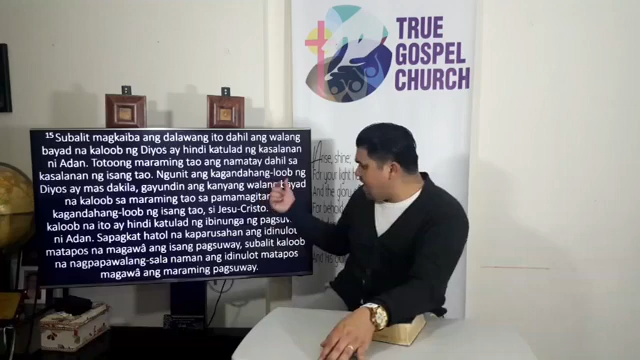 TRUE
GOSPEL
CHURCH
15 Subalit magkaiba ang dalawang ito dahil ang walang
bayad na kaloob ng Diyos ay hindi katulad ng kasalanan
ni Adan. Totoong maraming tao ang namatay dahil sa
kasalanan ng isang tao. Ngunit ang kagandahang-loob ng
Diyos ay mas dakila, gayundin ang kanyang walang bayad
na kaloob sa maraming tao sa pamamagitan
kagandahang-loob ng isang tao, si Jesu-Cristo.
kaloob na ito ay hindi katulad ng ibinunga ng pagsuway
ni Adan. Sapagkat hatol na kaparusahan ang idinulot
matapos na magawâ ang isang pagsuway, subalit kaloob
na nagpapawalang-sala naman ang idinulot matapos
magawâ ang maraming pagsuway.
Arise, shine;
For your light
And the glory
For behold